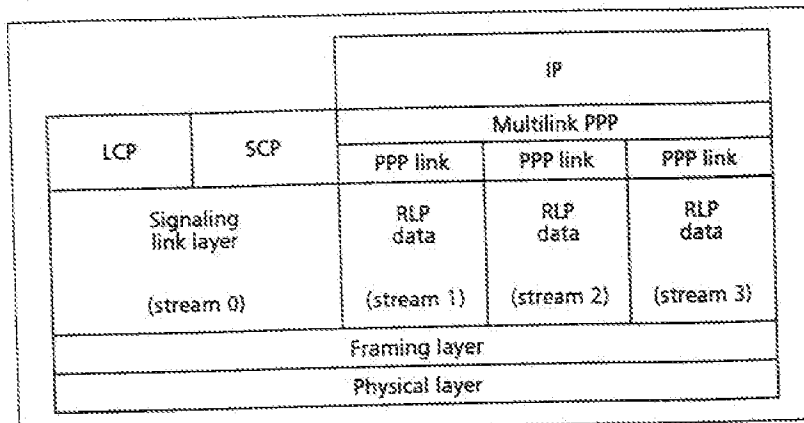 IP
Multilink PPP
LCP
SCP
PPP link
PPP link
PPP link
Signaling
link layer
(stream 0)
RLP
data
(stream 1)
RLP
data
(stream 2)
RLP
data
(stream 3)
Framing layer
Physical layer